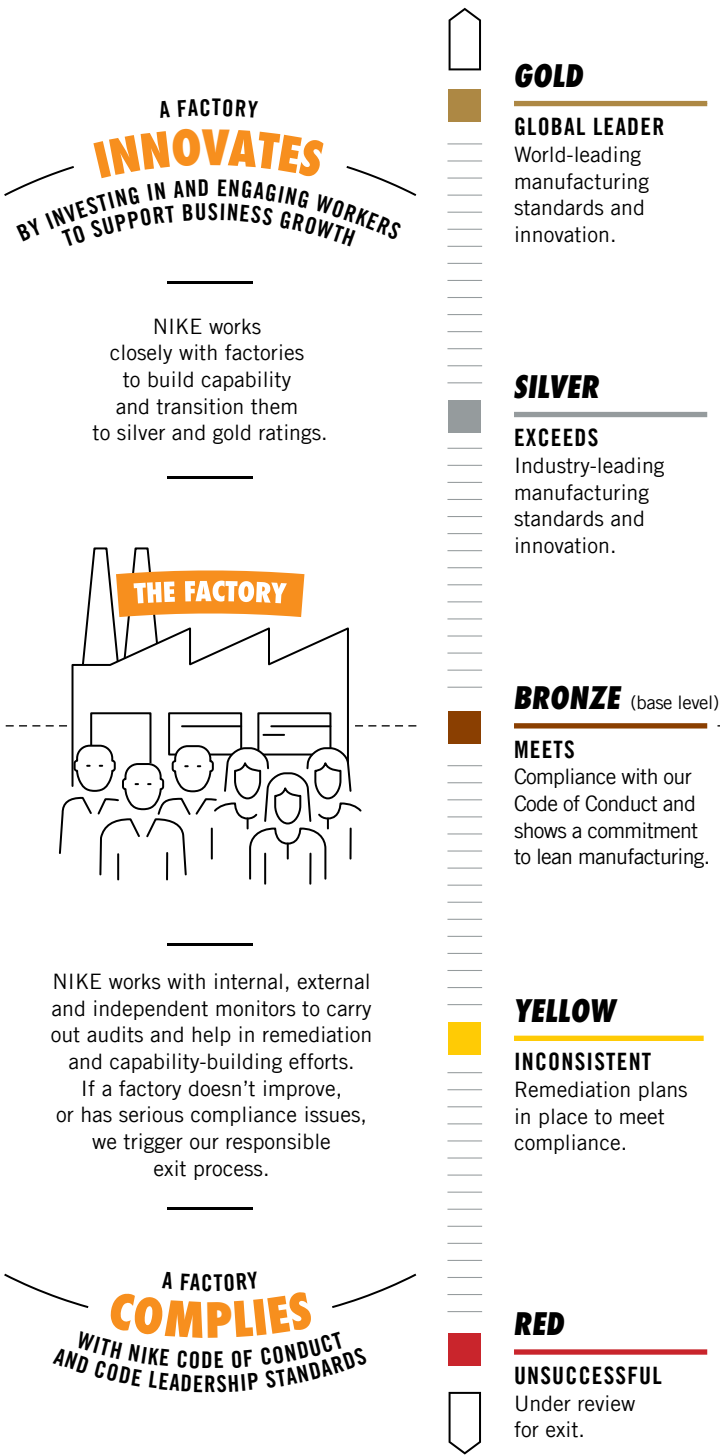 A FACTORY
INNOVATES
BY INVESTING IN AND ENGAGING WORKERS
TO SUPPORT BUSINESS GROWTH
NIKE works
closely with factories
to build capability
and transition them
to silver and gold ratings.
THE FACTORY
NIKE works with internal, external
and independent monitors to carry
out audits and help in remediation
and capability-building efforts.
If a factory doesn't improve,
or has serious compliance issues,
we trigger our responsible
exit process.
A FACTORY
COMPLIES
WITH NIKE CODE OF CONDUCT
AND CODE LEADERSHIP STANDARDS
GOLD
GLOBAL LEADER
World-leading
manufacturing
standards and
innovation.
SILVER
EXCEEDS
Industry-leading
manufacturing
standards and
innovation.
BRONZE (base level)
MEETS
Compliance with our
Code of Conduct and
shows a commitment
to lean manufacturing.
YELLOW
INCONSISTENT
Remediation plans
in place to meet
compliance.
RED
UNSUCCESSFUL
Under review
for exit.